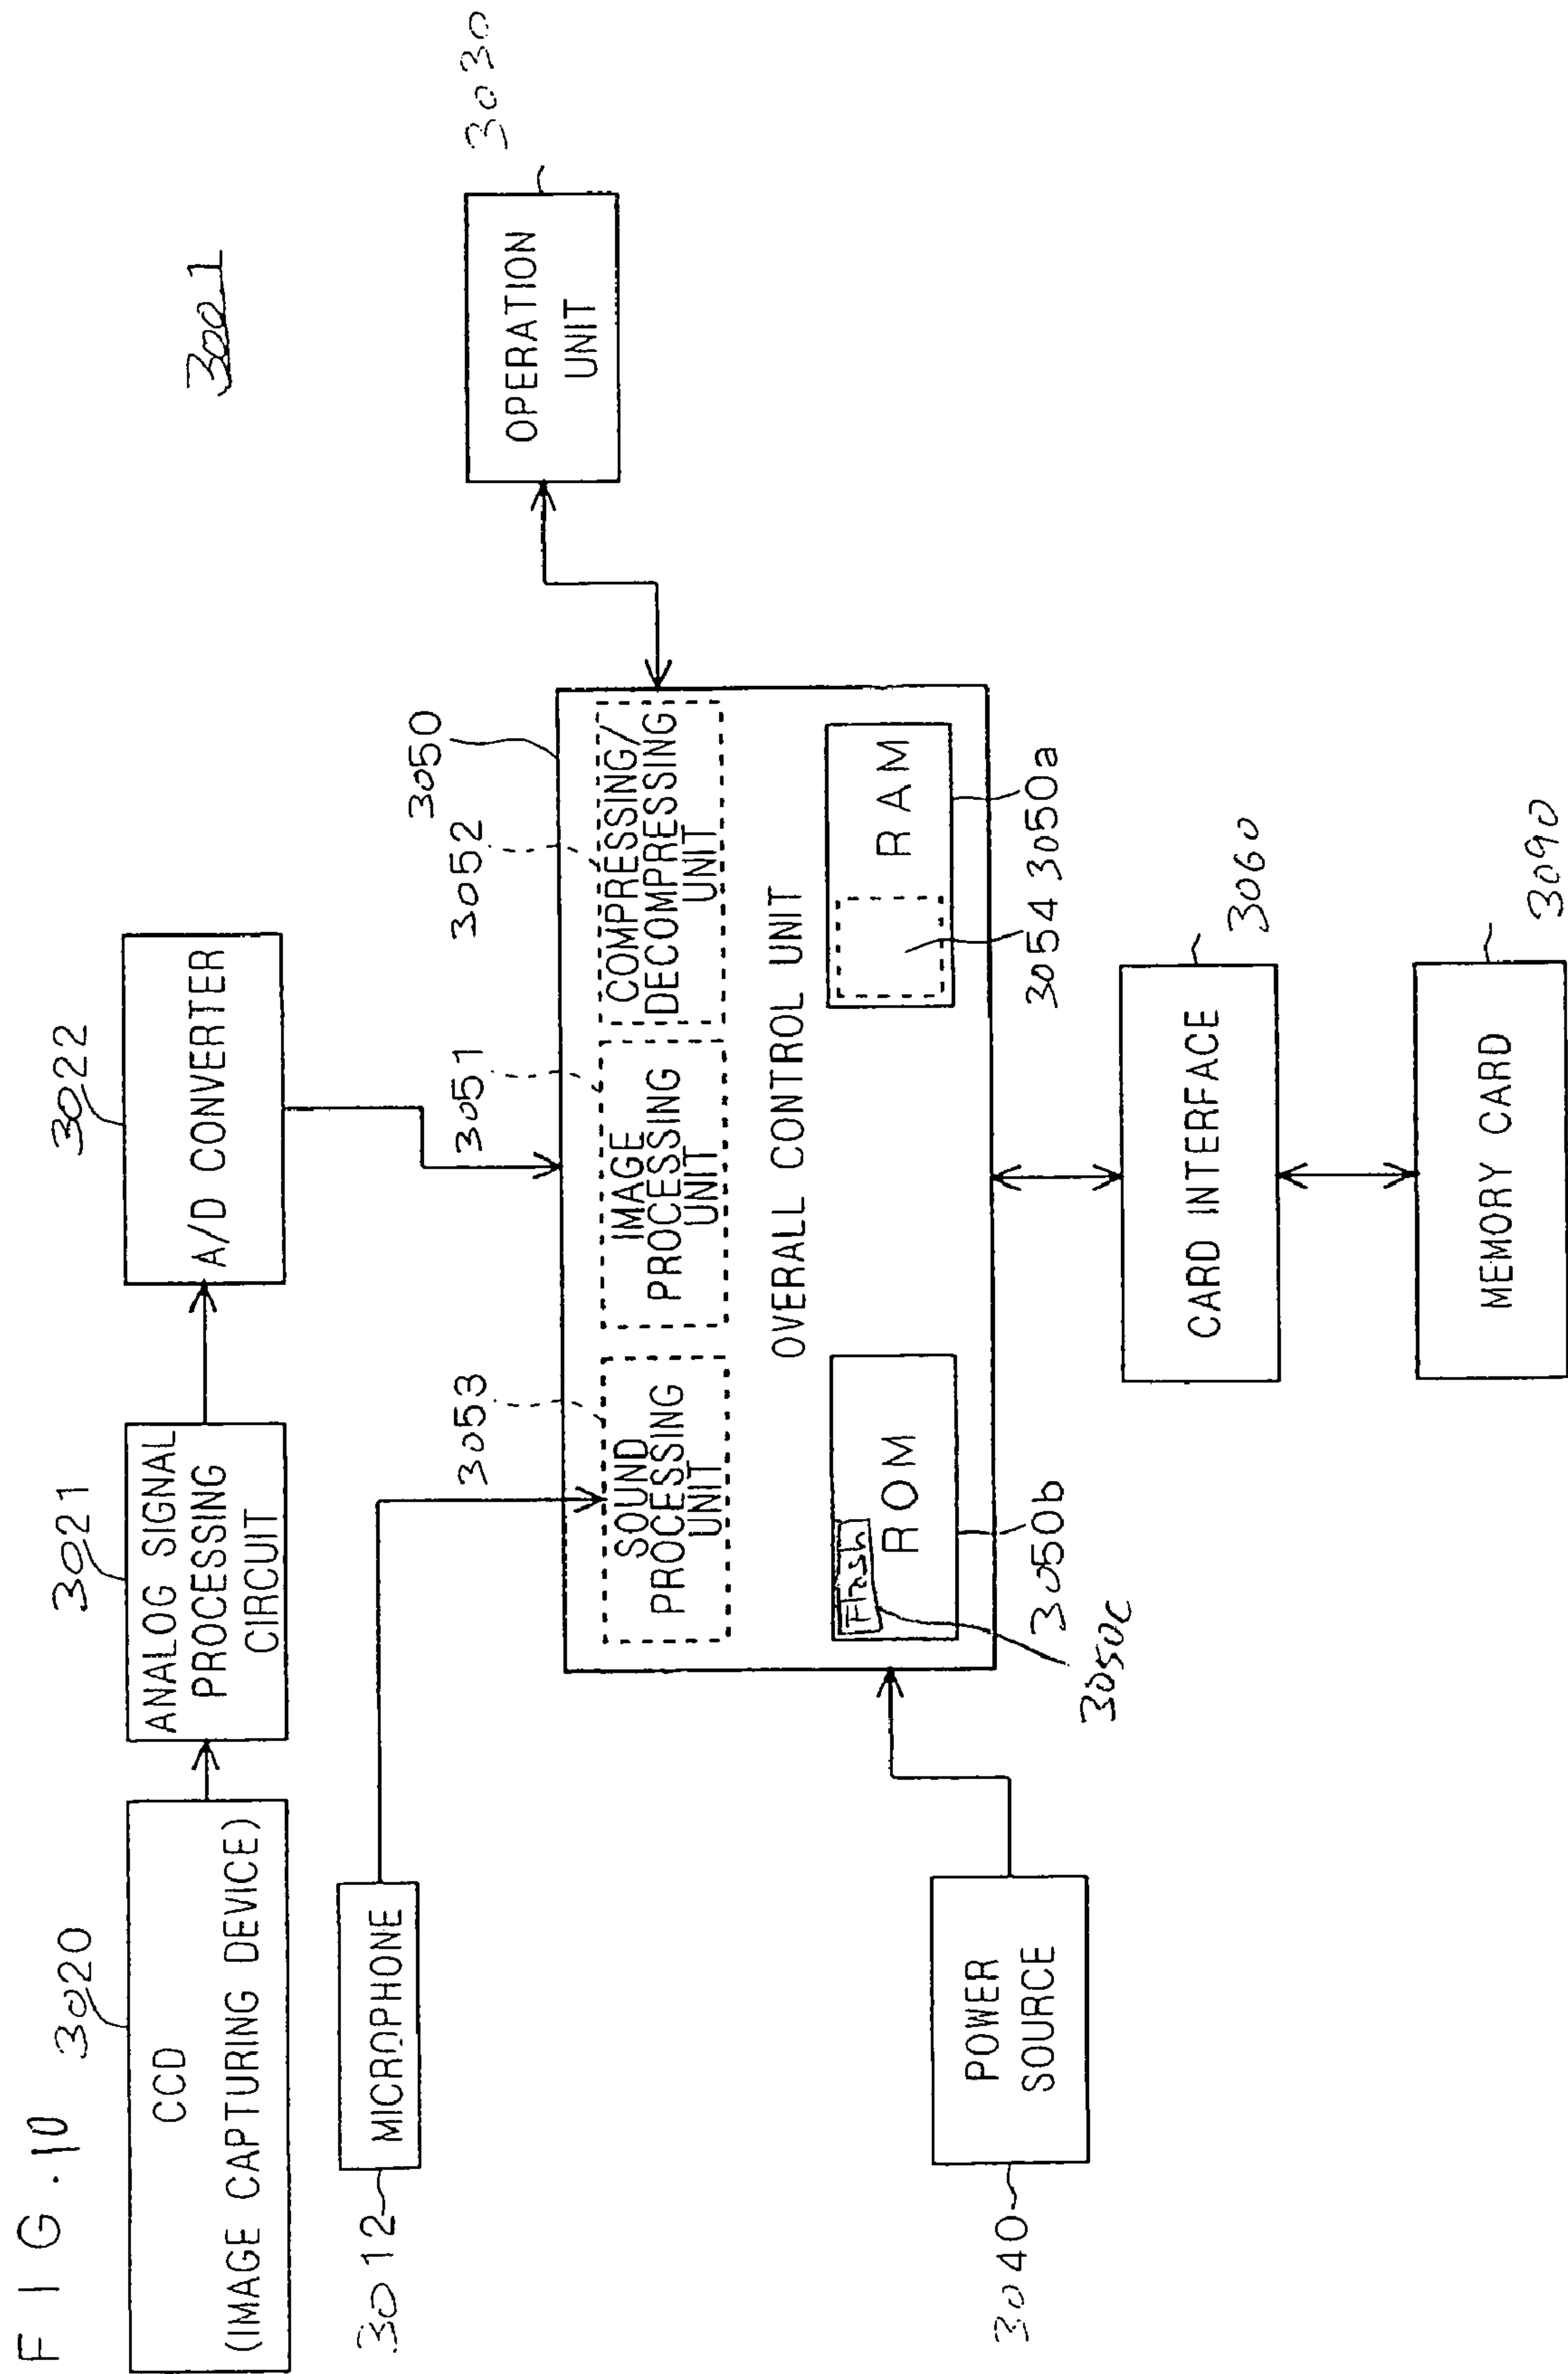 FIG. 10
3001
3020
CCD
(IMAGE CAPTURING DEVICE)
3021
ANALOG SIGNAL
PROCESSING
CIRCUIT
3022
A/D CONVERTER
3012
MICROPHONE
3030
OPERATION
UNIT
3050
3053
SOUND
PROCESSING
UNIT
3051
IMAGE
PROCESSING
UNIT
3052
COMPRESSING/
DECOMPRESSING
UNIT
OVERALL CONTROL UNIT
Flash
ROM
RAM
3050c
3050b
3054
3050a
3040
POWER
SOURCE
CARD INTERFACE
3060
MEMORY CARD
3090